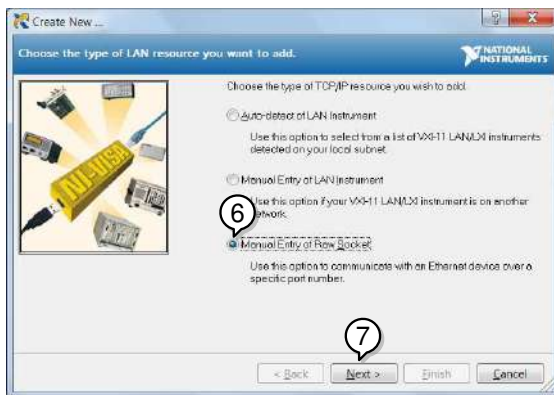 Create New ...
Choose the type of LAN resource you want to add.
NATIONAL
INSTRUMENTS
Choose the type of TCP/IP resource you wish to add.
Auto-detect of LAN Instrument
Use this option to select from a list of VXI-11 LAN/LXI instruments
detected on your local subnet.
Manual Entry of LAN Instrument
Use this option if your VXI-11 LAN/LXI instrument is on another
network.
6
Manual Entry of Raw Socket
Use this option to communicate with an Ethernet device over a
specific port number.
NI-VISA
7
< Back
Next >
Finish
Cancel